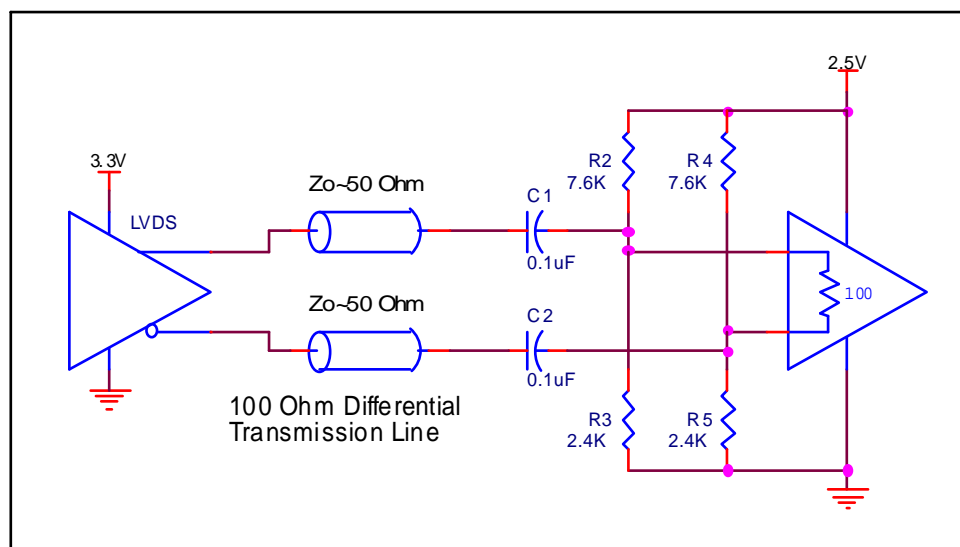 2.5V
3.3V
LVDS
Zo~50 Ohm
C1
0.1uF
R2
7.6K
R4
7.6K
100
Zo~50 Ohm
C2
0.1uF
100 Ohm Differential
Transmission Line
R3
2.4K
R5
2.4K